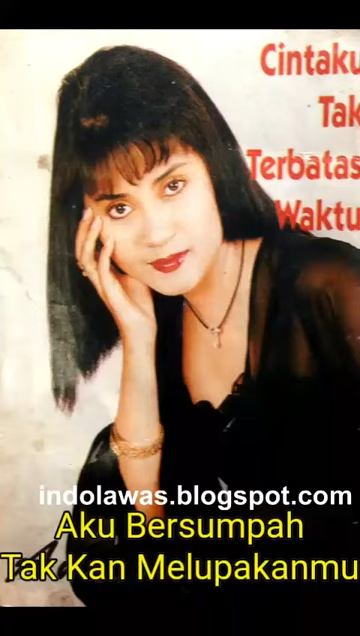 Cintaku
Tak
Terbatas
Waktu
indolawas.blogspot.com
Aku Bersumpah
Tak Kan Melupakanmu